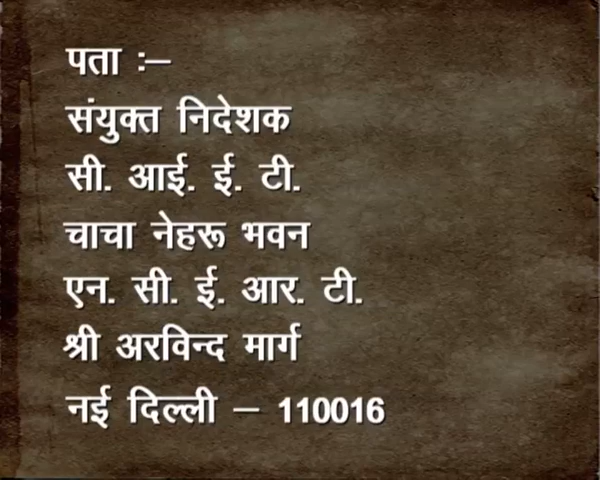 पता :–
संयुक्त निदेशक
सी. आई. ई. टी.
चाचा नेहरू भवन
एन. सी. ई. आर. टी.
श्री अरविन्द मार्ग
नई दिल्ली – 110016